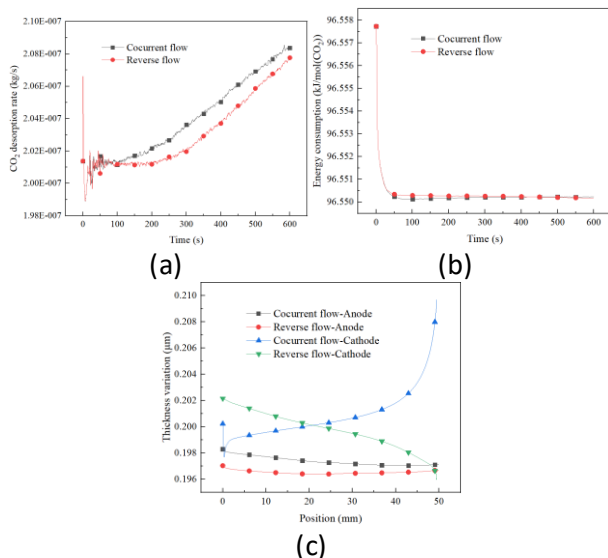 2.10E-007
2.08E-007
2.06E-007
2.04E-007
2.02E-007
2.00E-007
1.98E-007
CO₂ desorption rate (kg/s)
Cocurrent flow
Reverse flow
0 100 200 300 400 500 600
Time (s)
(a)
96.558
96.557
96.555
96.554
96.553
96.551
96.550
Energy consumption (kJ/mol(CO₂))
Cocurrent flow
Reverse flow
0 100 200 300 400 500 600
Time (s)
(b)
0.210
0.208
0.206
0.204
0.202
0.200
0.198
0.196
Thickness variation (μm)
Cocurrent flow-Anode
Reverse flow-Anode
Cocurrent flow-Cathode
Reverse flow-Cathode
0 10 20 30 40 50
Position (mm)
(c)